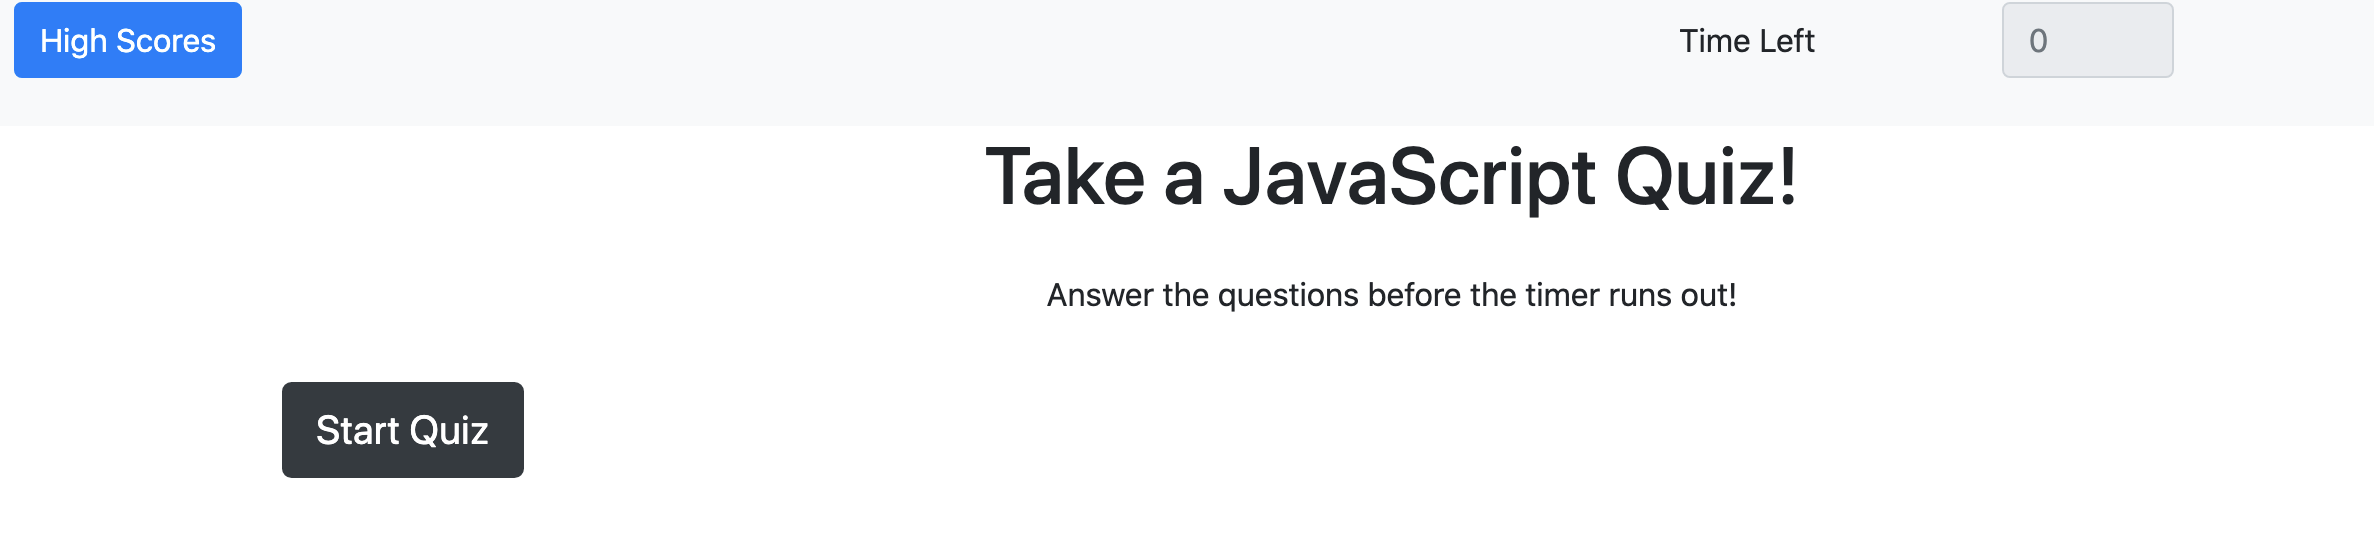 High Scores
Time Left
0
Take a JavaScript Quiz!
Answer the questions before the timer runs out!
Start Quiz